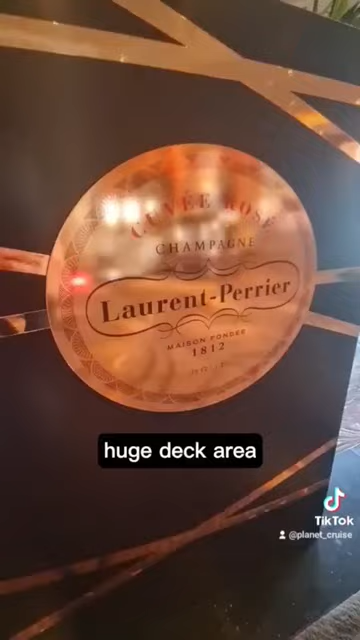 CUVÉE ROSÉ
CHAMPAGNE
Laurent-Perrier
MAISON FONDÉE
1812
huge deck area
TikTok
@planet_cruise